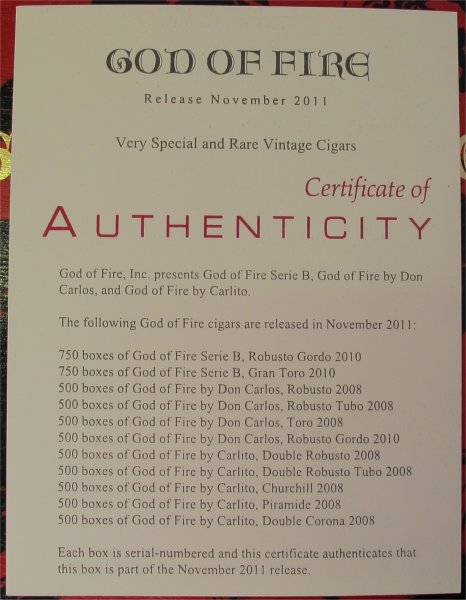 GOD OF FIRE
Release November 2011
Very Special and Rare Vintage Cigars
Certificate of
AUTHENTICITY
God of Fire, Inc. presents God of Fire Serie B, God of Fire by Don
Carlos, and God of Fire by Carlito.
The following God of Fire cigars are released in November 2011:
750 boxes of God of Fire Serie B, Robusto Gordo 2010
750 boxes of God of Fire Serie B, Gran Toro 2010
500 boxes of God of Fire by Don Carlos, Robusto 2008
500 boxes of God of Fire by Don Carlos, Robusto Tubo 2008
500 boxes of God of Fire by Don Carlos, Toro 2008
500 boxes of God of Fire by Don Carlos, Robusto Gordo 2010
500 boxes of God of Fire by Carlito, Double Robusto 2008
500 boxes of God of Fire by Carlito, Double Robusto Tubo 2008
500 boxes of God of Fire by Carlito, Churchill 2008
500 boxes of God of Fire by Carlito, Piramide 2008
500 boxes of God of Fire by Carlito, Double Corona 2008
Each box is serial-numbered and this certificate authenticates that
this box is part of the November 2011 release.